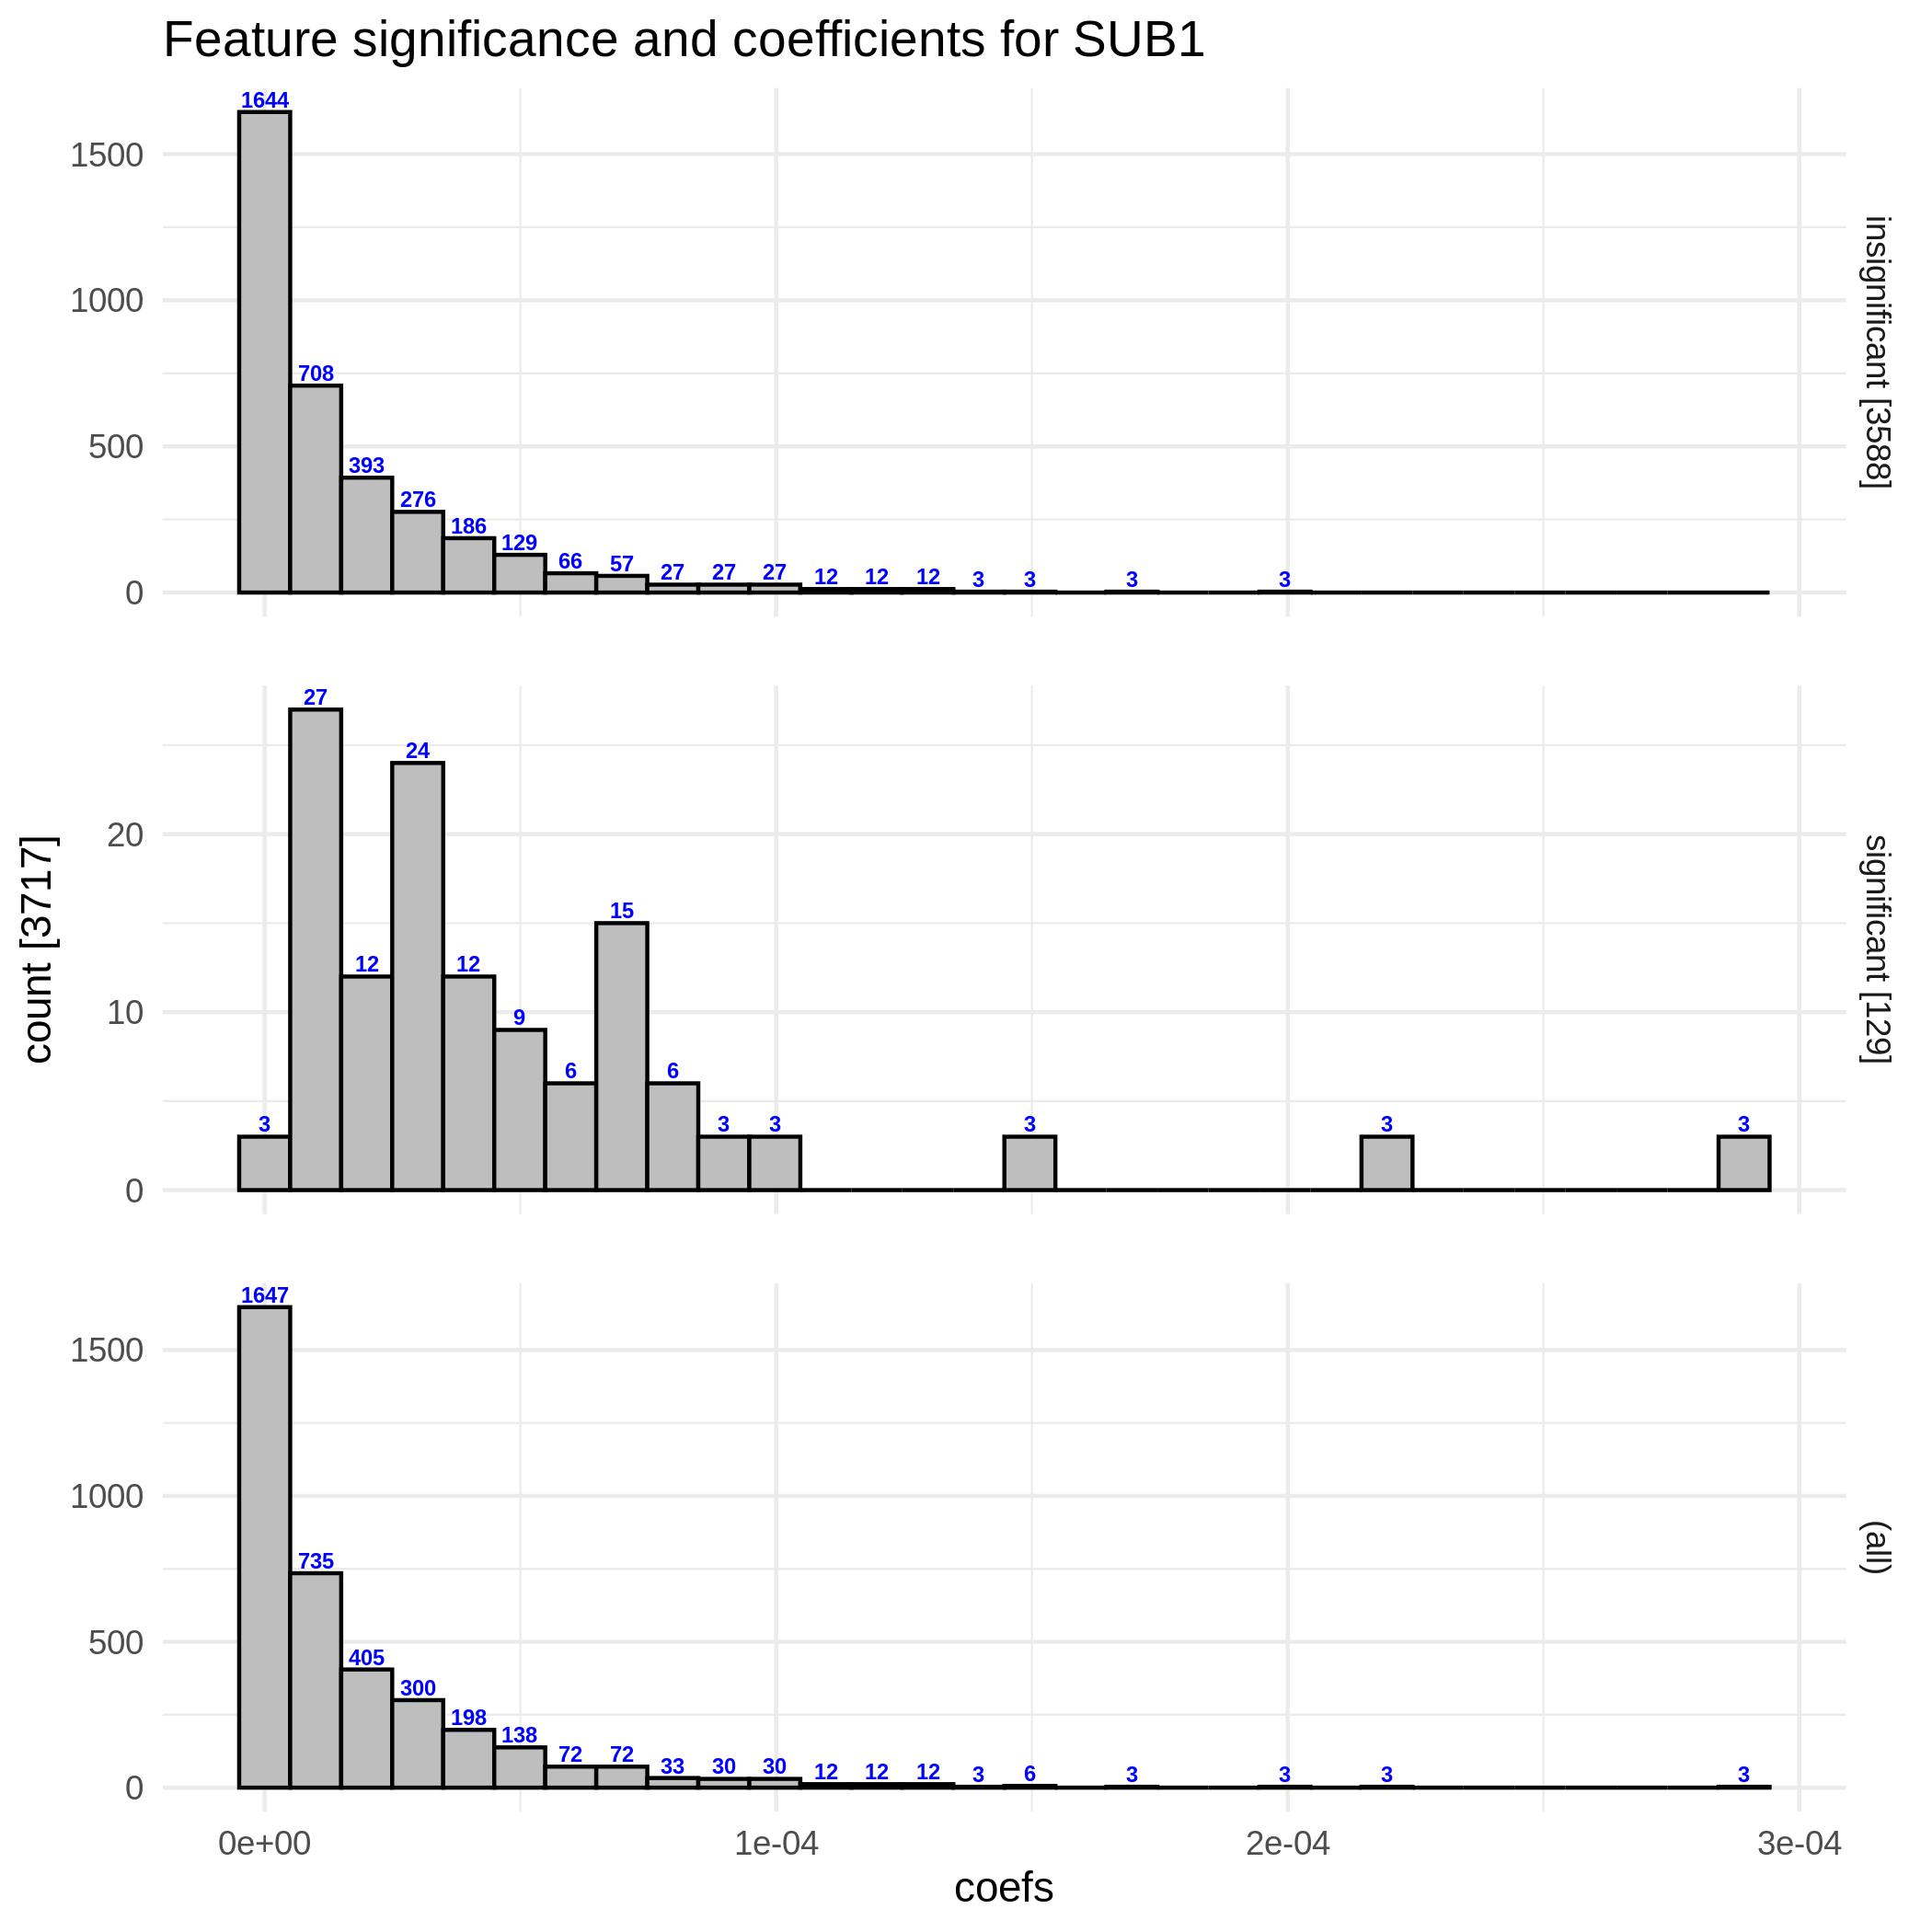 Feature significance and coefficients for SUB1
1644
1500
1000
708
500
393
276
186
129
66 57 27 27 27 12 12 12 3 3 3 3
0
insignificant [3588]
27
24
20
15
12 12
10
9
6 6
3 3 3 3 3 3
0
significant [129]
count [3717]
1647
1500
1000
735
500
405
300
198
138
72 72 33 30 30 12 12 12 3 6 3 3 3 3
0
(all)
0e+00 1e-04 2e-04 3e-04
coefs